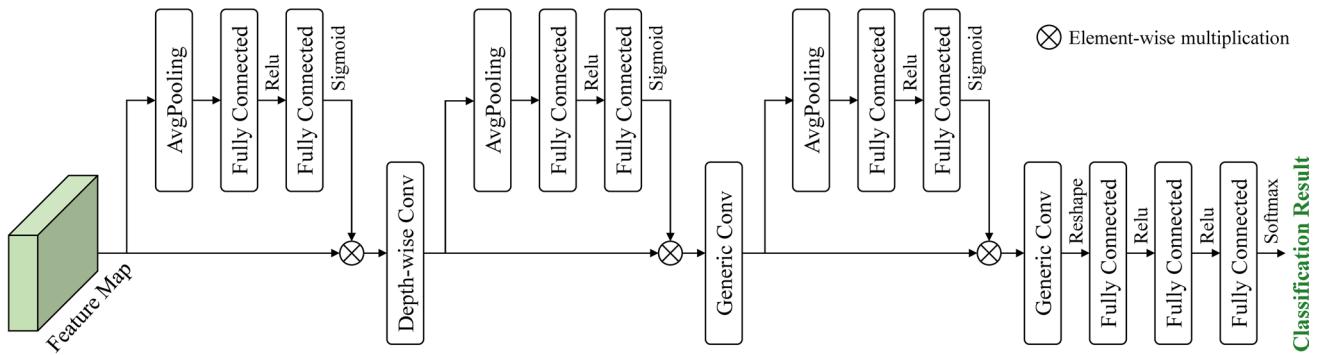 AvgPooling
Fully Connected
Relu
Fully Connected
Sigmoid
AvgPooling
Fully Connected
Relu
Fully Connected
Sigmoid
AvgPooling
Fully Connected
Relu
Fully Connected
Sigmoid
Element-wise multiplication
Feature Map
Depth-wise Conv
Generic Conv
Generic Conv
Reshape
Fully Connected
Relu
Fully Connected
Relu
Fully Connected
Softmax
Classification Result